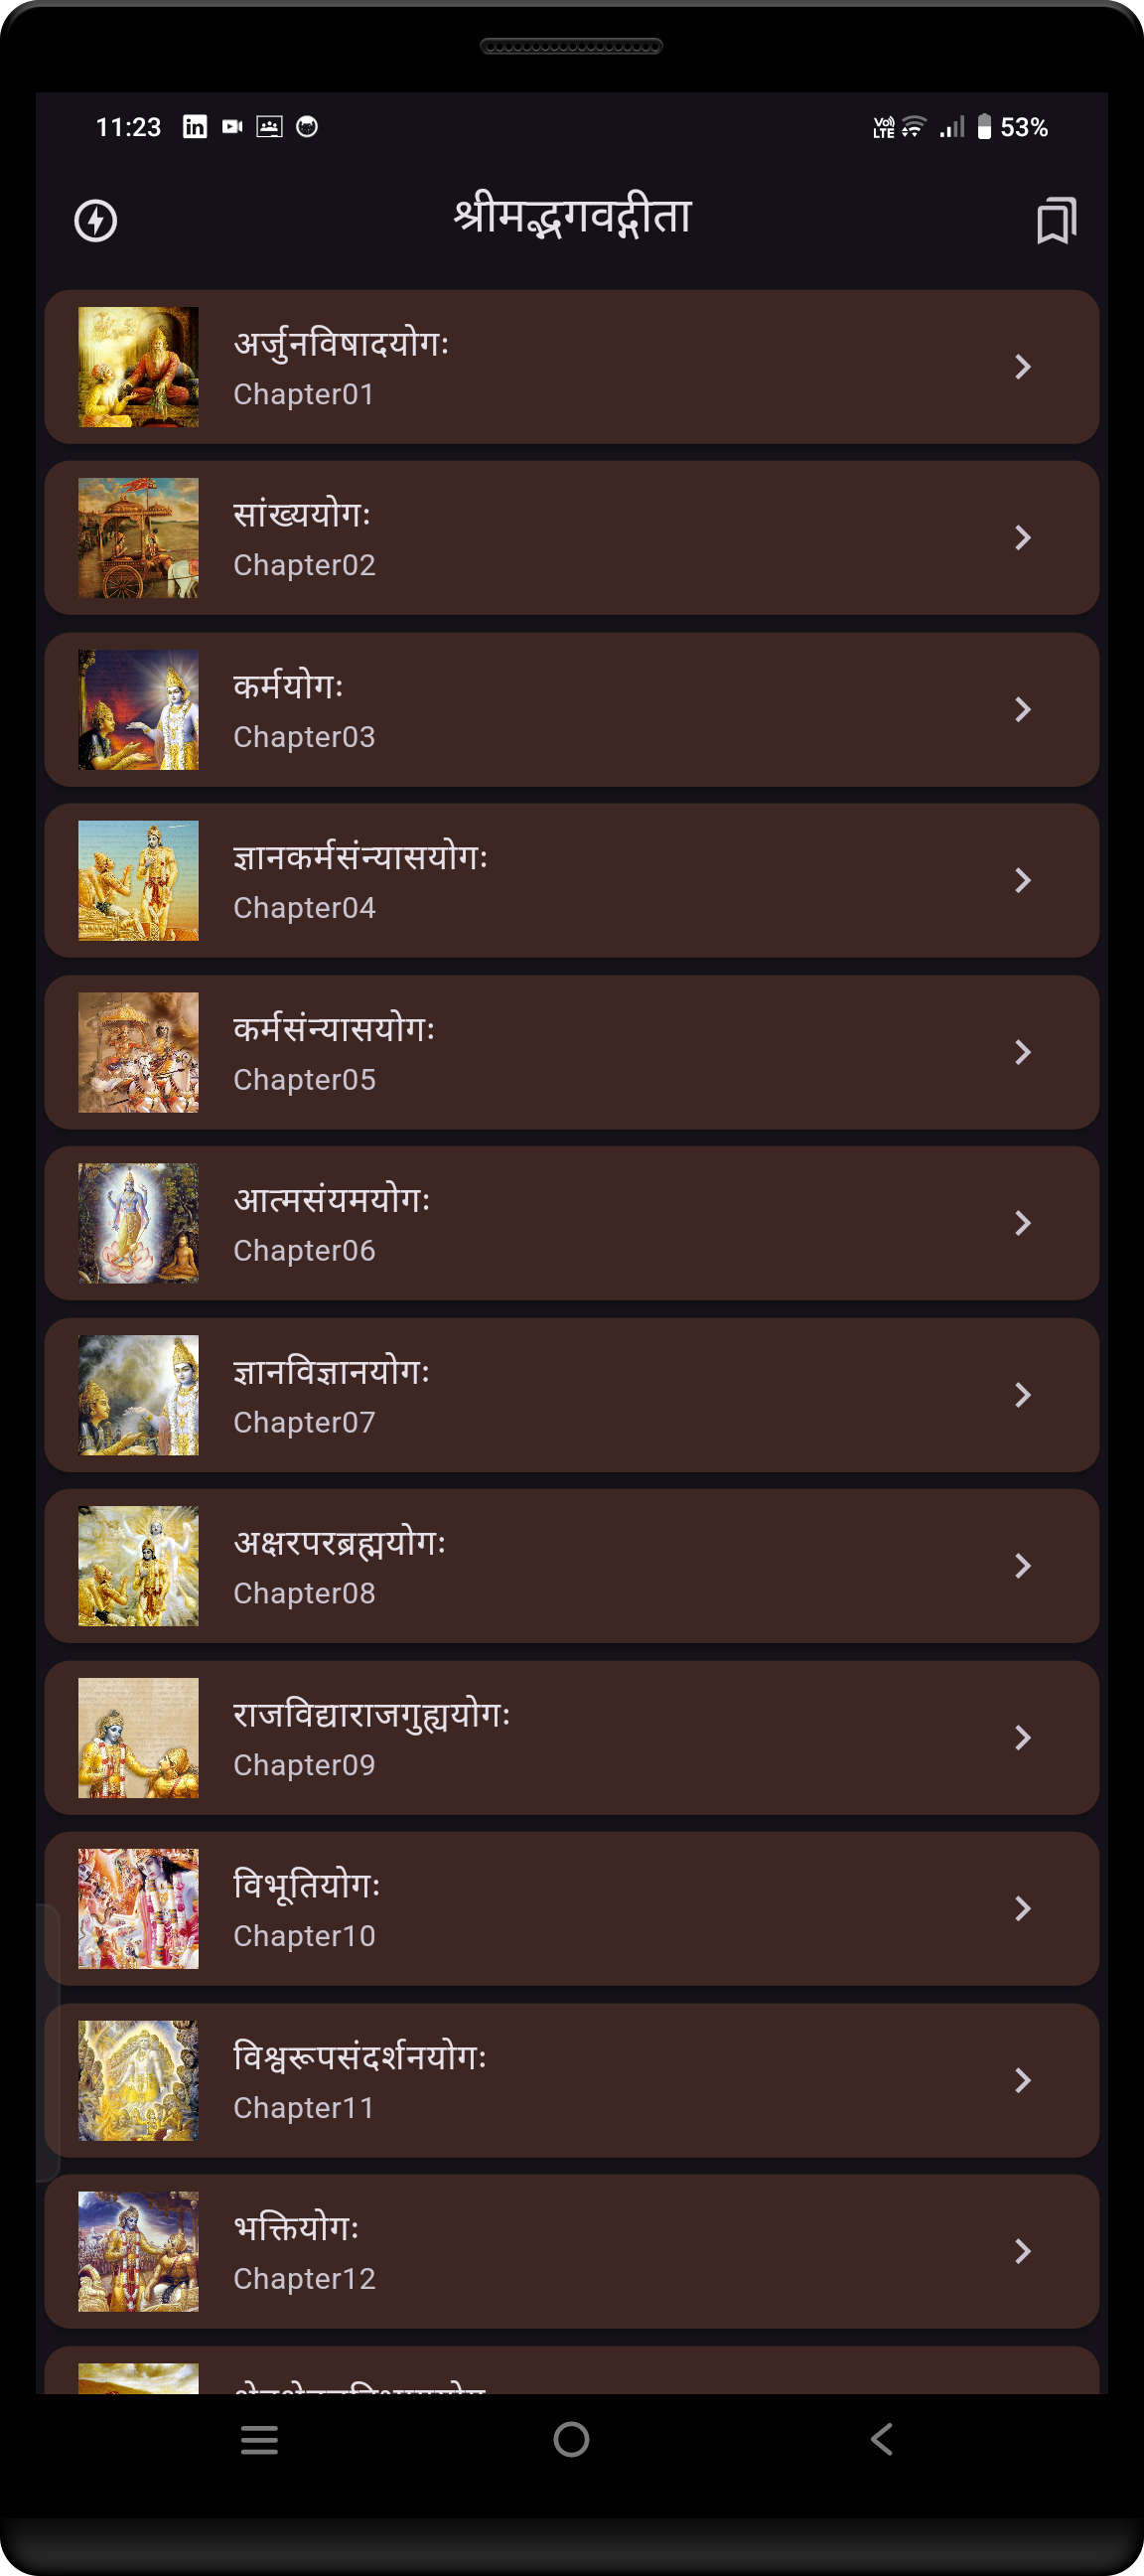 11:23
Vo) LTE 53%
श्रीमद्भगवद्गीता
अर्जुनविषादयोगः
Chapter01
सांख्ययोगः
Chapter02
कर्मयोगः
Chapter03
ज्ञानकर्मसंन्यासयोगः
Chapter04
कर्मसंन्यासयोगः
Chapter05
आत्मसंयमयोगः
Chapter06
ज्ञानविज्ञानयोगः
Chapter07
अक्षरपरब्रह्मयोगः
Chapter08
राजविद्याराजगुह्ययोगः
Chapter09
विभूतियोगः
Chapter10
विश्वरूपसंदर्शनयोगः
Chapter11
भक्तियोगः
Chapter12